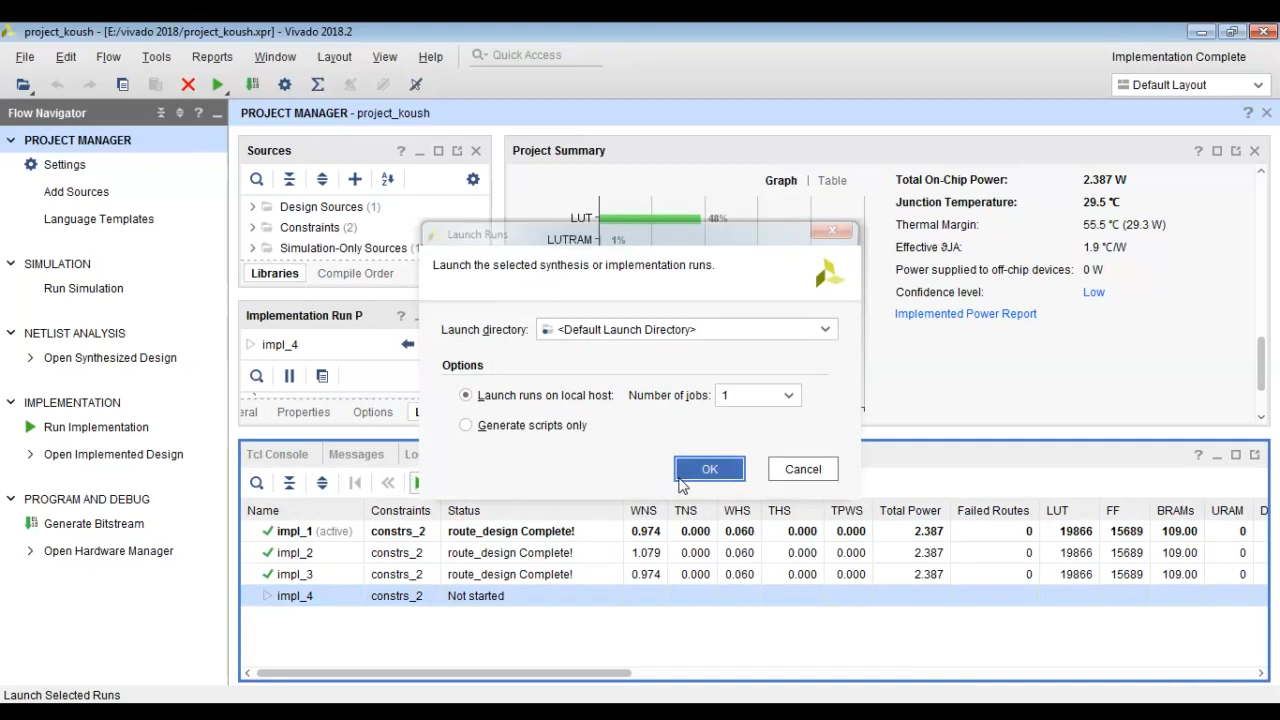 project_koush - [E:/vivado 2018/project_koush.xpr] - Vivado 2018.2
File Edit Flow Tools Reports Window Layout View Help Quick Access Implementation Complete
Default Layout
Flow Navigator
PROJECT MANAGER
Settings
Add Sources
Language Templates
SIMULATION
Run Simulation
NETLIST ANALYSIS
Open Synthesized Design
IMPLEMENTATION
Run Implementation
Open Implemented Design
PROGRAM AND DEBUG
Generate Bitstream
Open Hardware Manager
PROJECT MANAGER - project_koush
Sources
Design Sources (1)
Constraints (2)
Simulation-Only Sources (1
Libraries Compile Order
Implementation Run P
impl_4
eral Properties Options L
Project Summary
Graph | Table
LUT 48%
LUTRAM 1%
Total On-Chip Power: 2.387 W
Junction Temperature: 29.5 ℃
Thermal Margin: 55.5 ℃ (29.3 W)
Effective ϑJA: 1.9 ℃/W
Power supplied to off-chip devices: 0 W
Confidence level: Low
Implemented Power Report
Launch Runs
Launch the selected synthesis or implementation runs.
Launch directory: <Default Launch Directory>
Options
Launch runs on local host: Number of jobs: 1
Generate scripts only
OK Cancel
Tcl Console Messages Lo
Name Constraints Status WNS TNS WHS THS TPWS Total Power Failed Routes LUT FF BRAMs URAM D
impl_1 (active) constrs_2 route_design Complete! 0.974 0.000 0.060 0.000 0.000 2.387 0 19866 15689 109.00 0
impl_2 constrs_2 route_design Complete! 1.079 0.000 0.060 0.000 0.000 2.387 0 19866 15689 109.00 0
impl_3 constrs_2 route_design Complete! 0.974 0.000 0.060 0.000 0.000 2.387 0 19866 15689 109.00 0
impl_4 constrs_2 Not started
Launch Selected Runs